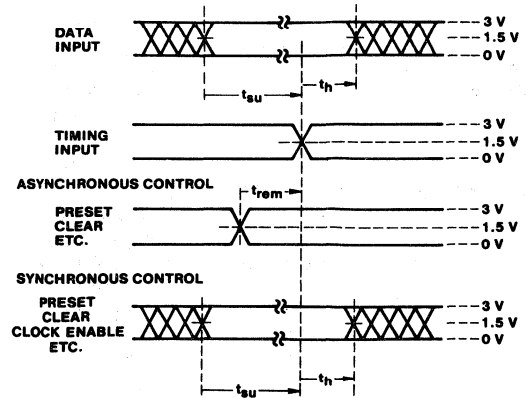 DATA
INPUT
3 V
1.5 V
0 V
tsu
th
TIMING
INPUT
3 V
1.5 V
0 V
ASYNCHRONOUS CONTROL
trem
PRESET
CLEAR
ETC.
3 V
1.5 V
0 V
SYNCHRONOUS CONTROL
PRESET
CLEAR
CLOCK ENABLE
ETC.
3 V
1.5 V
0 V
tsu
th